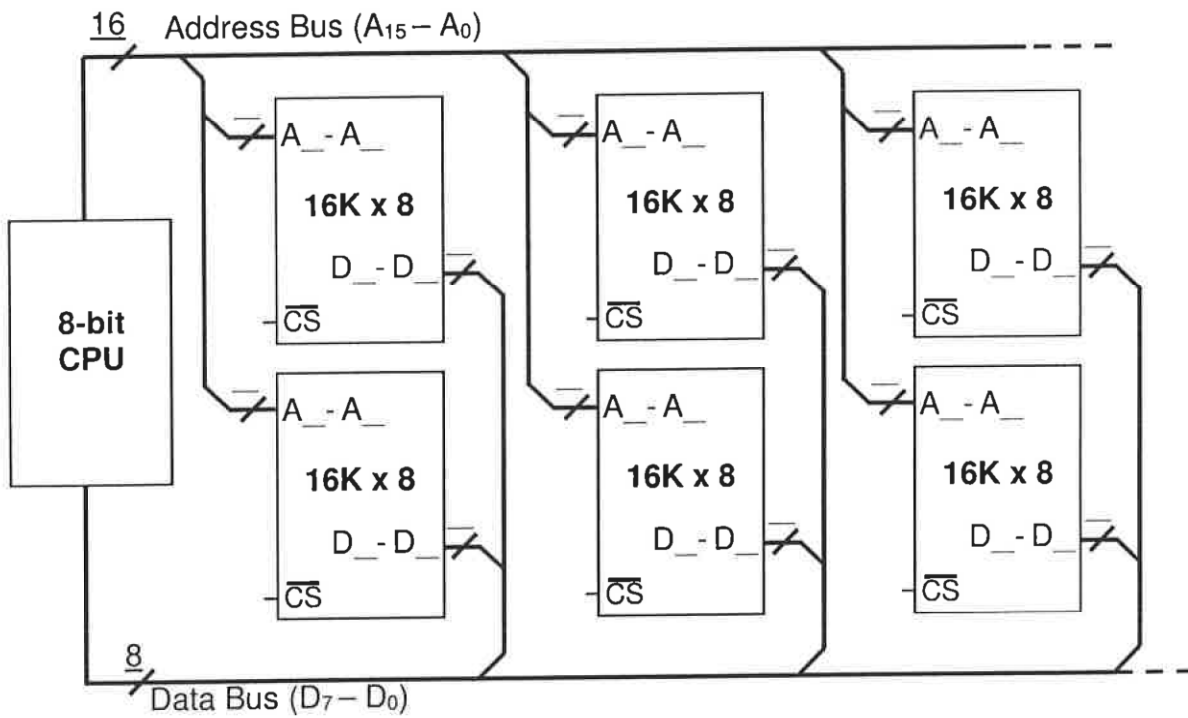 16 Address Bus (A15 – A0)
A__- A__
16K x 8
D__- D__
CS
A__- A__
16K x 8
D__- D__
CS
A__- A__
16K x 8
D__- D__
CS
8-bit
CPU
A__- A__
16K x 8
D__- D__
CS
A__- A__
16K x 8
D__- D__
CS
A__- A__
16K x 8
D__- D__
CS
8
Data Bus (D7 – D0)